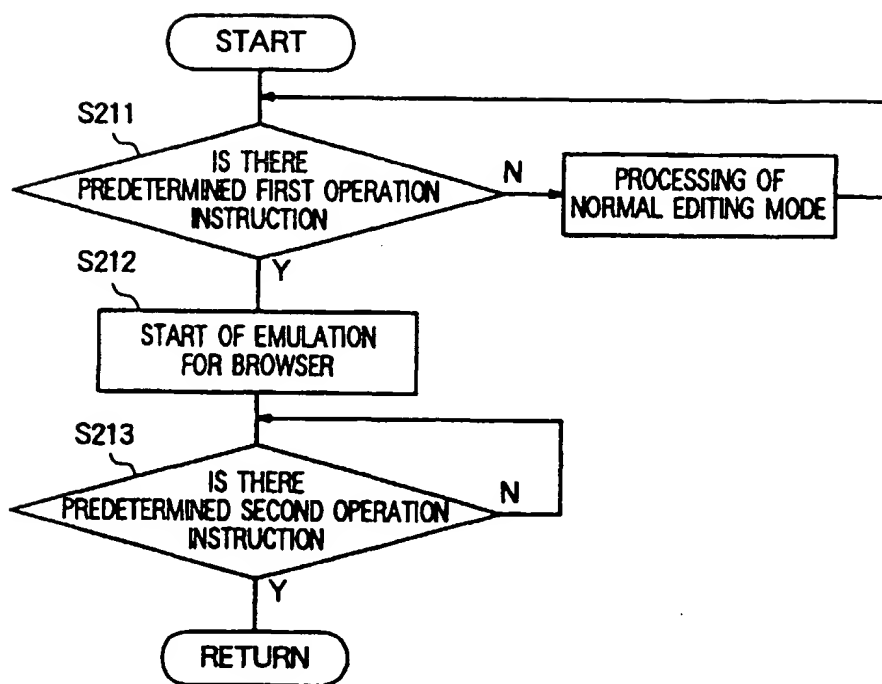 START
S211
IS THERE
PREDETERMINED FIRST OPERATION
INSTRUCTION
N
PROCESSING OF
NORMAL EDITING MODE
Y
S212
START OF EMULATION
FOR BROWSER
S213
IS THERE
PREDETERMINED SECOND OPERATION
INSTRUCTION
N
Y
RETURN